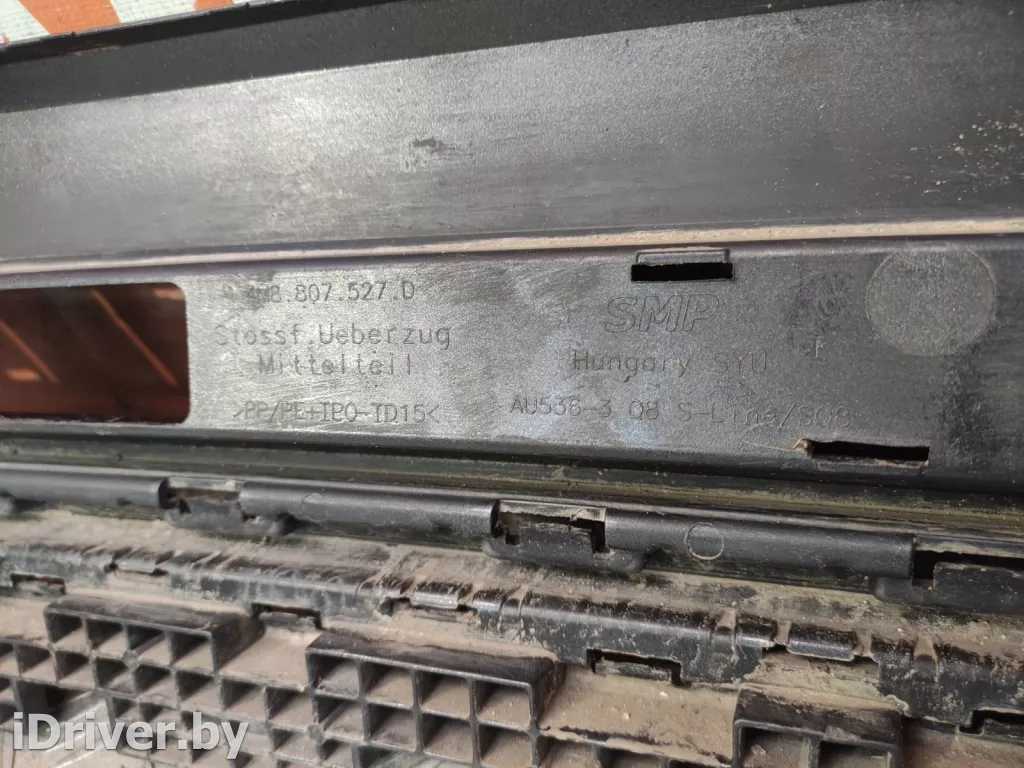 4M8.807.527.D
Stossf.Ueberzug
Mittelteil
>PP/PE+TPO-TD15<
SMP
Hungary SYU
AU536-3 Q8 S-Line/SQ8
iDriver.by